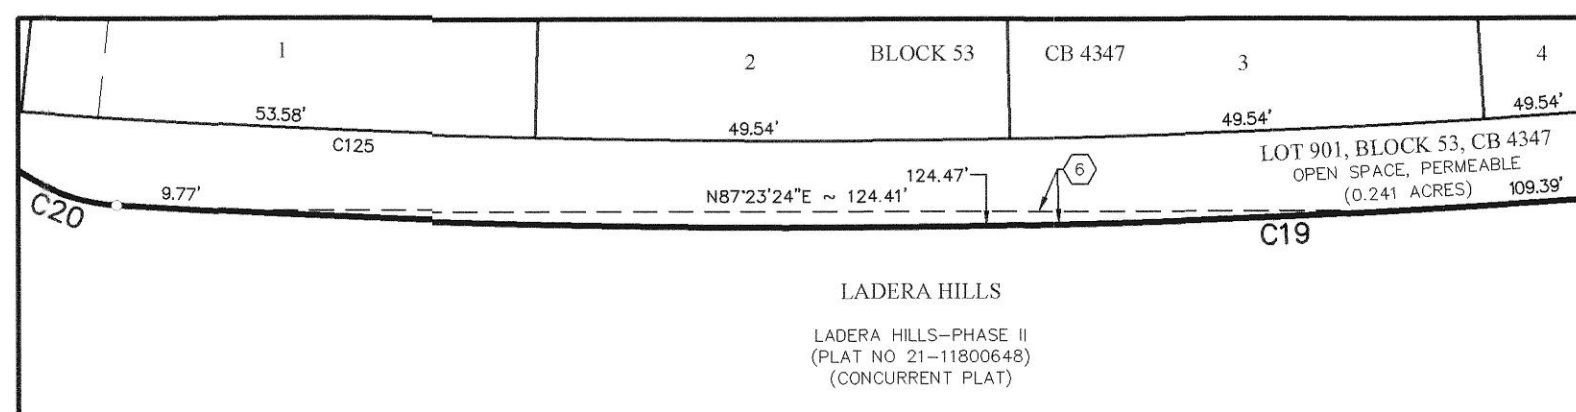 1
2
BLOCK 53
CB 4347
3
4
53.58'
49.54'
49.54'
49.54'
C125
LOT 901, BLOCK 53, CB 4347
OPEN SPACE, PERMEABLE
(0.241 ACRES)
109.39'
C20
9.77'
N87°23'24"E ~ 124.41'
124.47'
6
C19
LADERA HILLS
LADERA HILLS-PHASE II
(PLAT NO 21-11800648)
(CONCURRENT PLAT)